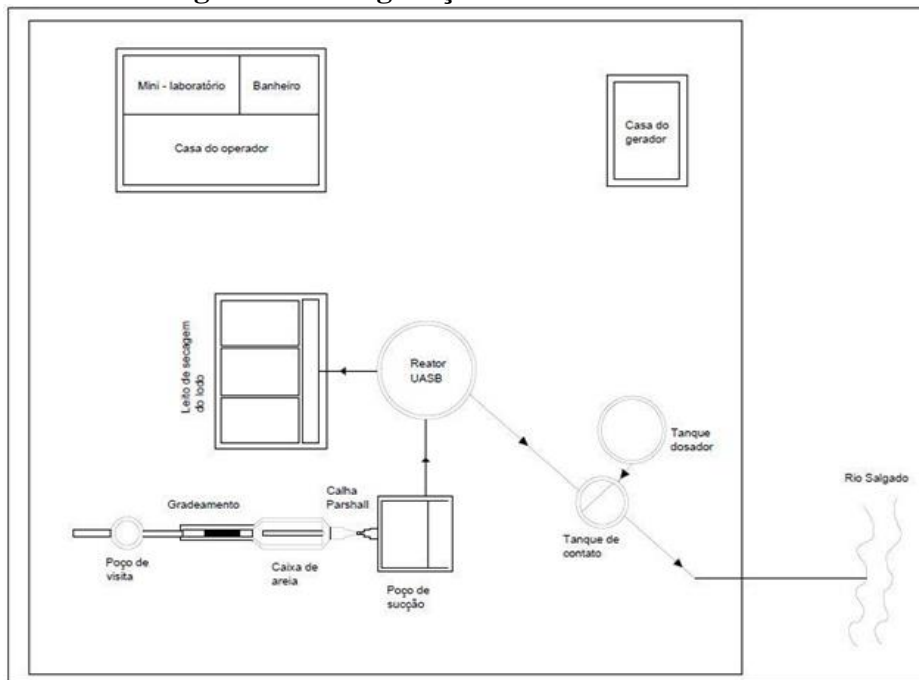 Mini - laboratório
Banheiro
Casa do operador
Casa do
gerador
Leito de secagem
do lodo
Reator
UASB
Tanque
dosador
Rio Salgado
Gradeamento
Calha
Parshall
Tanque de
contato
Poço de
visita
Caixa de
areia
Poço de
sucção